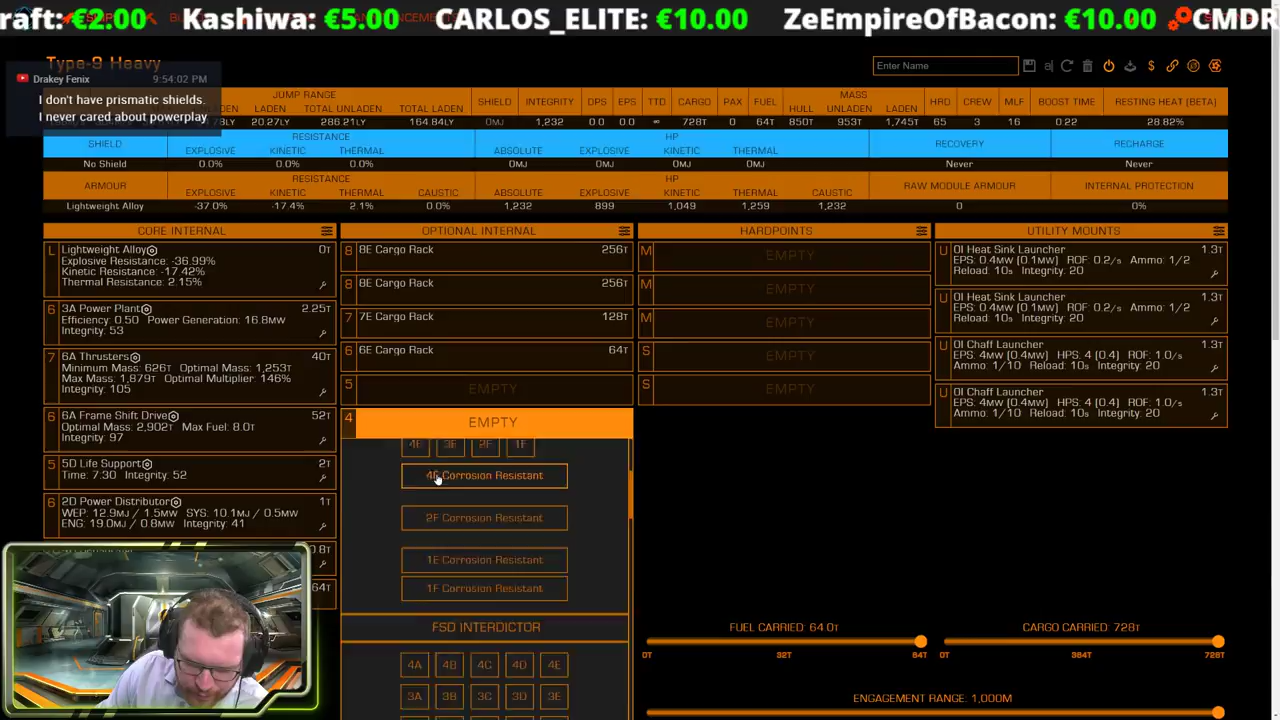 raft: €2.00 Kashiwa: €5.00 CARLOS_ELITE: €10.00 ZeEmpireOfBacon: €10.00 CMDR
Type-9 Heavy
Enter Name
Drakey Fenix 9:54:02 PM
I don't have prismatic shields.
I never cared about powerplay
JUMP RANGE
MASS
LADEN TOTAL UNLADEN TOTAL LADEN SHIELD INTEGRITY DPS EPS TTD CARGO PAX FUEL HULL UNLADEN LADEN HRD CREW MLF BOOST TIME RESTING HEAT (BETA)
20.27LY 286.21LY 164.84LY 0MJ 1,232 0.0 0.0 ∞ 728T 0 64T 850T 953T 1,745T 65 3 16 0.22 28.82%
SHIELD RESISTANCE HP RECOVERY RECHARGE
EXPLOSIVE KINETIC THERMAL ABSOLUTE EXPLOSIVE KINETIC THERMAL
No Shield 0.0% 0.0% 0.0% 0MJ 0MJ 0MJ 0MJ Never Never
ARMOUR RESISTANCE HP RAW MODULE ARMOUR INTERNAL PROTECTION
EXPLOSIVE KINETIC THERMAL CAUSTIC ABSOLUTE EXPLOSIVE KINETIC THERMAL CAUSTIC
Lightweight Alloy -37.0% -17.4% 2.1% 0.0% 1,232 899 1,049 1,259 1,232 0 0%
CORE INTERNAL
L Lightweight Alloy 0T
Explosive Resistance: -36.99%
Kinetic Resistance: -17.42%
Thermal Resistance: 2.15%
6 3A Power Plant 2.25T
Efficiency: 0.50 Power Generation: 16.8MW
Integrity: 53
7 6A Thrusters 40T
Minimum Mass: 626T Optimal Mass: 1,253T
Max Mass: 1,879T Optimal Multiplier: 146%
Integrity: 105
6 6A Frame Shift Drive 52T
Optimal Mass: 2,902T Max Fuel: 8.0T
Integrity: 97
5 5D Life Support 2T
Time: 7:30 Integrity: 52
6 2D Power Distributor 1T
WEP: 12.9MJ / 1.5MW SYS: 10.1MJ / 0.5MW
ENG: 19.0MJ / 0.8MW Integrity: 41
64T
OPTIONAL INTERNAL
8 8E Cargo Rack 256T
8 8E Cargo Rack 256T
7 7E Cargo Rack 128T
6 6E Cargo Rack 64T
5 EMPTY
4 EMPTY
4E 3E 2E 1E
4E Corrosion Resistant
2F Corrosion Resistant
1E Corrosion Resistant
1F Corrosion Resistant
FSD INTERDICTOR
4A 4B 4C 4D 4E
3A 3B 3C 3D 3E
HARDPOINTS
M EMPTY
M EMPTY
M EMPTY
S EMPTY
S EMPTY
UTILITY MOUNTS
U 0I Heat Sink Launcher 1.3T
EPS: 0.4MW [0.1MW] ROF: 0.2/s Ammo: 1/2
Reload: 10s Integrity: 20
U 0I Heat Sink Launcher 1.3T
EPS: 0.4MW [0.1MW] ROF: 0.2/s Ammo: 1/2
Reload: 10s Integrity: 20
U 0I Chaff Launcher 1.3T
EPS: 4MW [0.4MW] HPS: 4 [0.4] ROF: 1.0/s
Ammo: 1/10 Reload: 10s Integrity: 20
U 0I Chaff Launcher 1.3T
EPS: 4MW [0.4MW] HPS: 4 [0.4] ROF: 1.0/s
Ammo: 1/10 Reload: 10s Integrity: 20
FUEL CARRIED: 64.0T
0T 32T 64T
CARGO CARRIED: 728T
0T 364T 728T
ENGAGEMENT RANGE: 1,000M